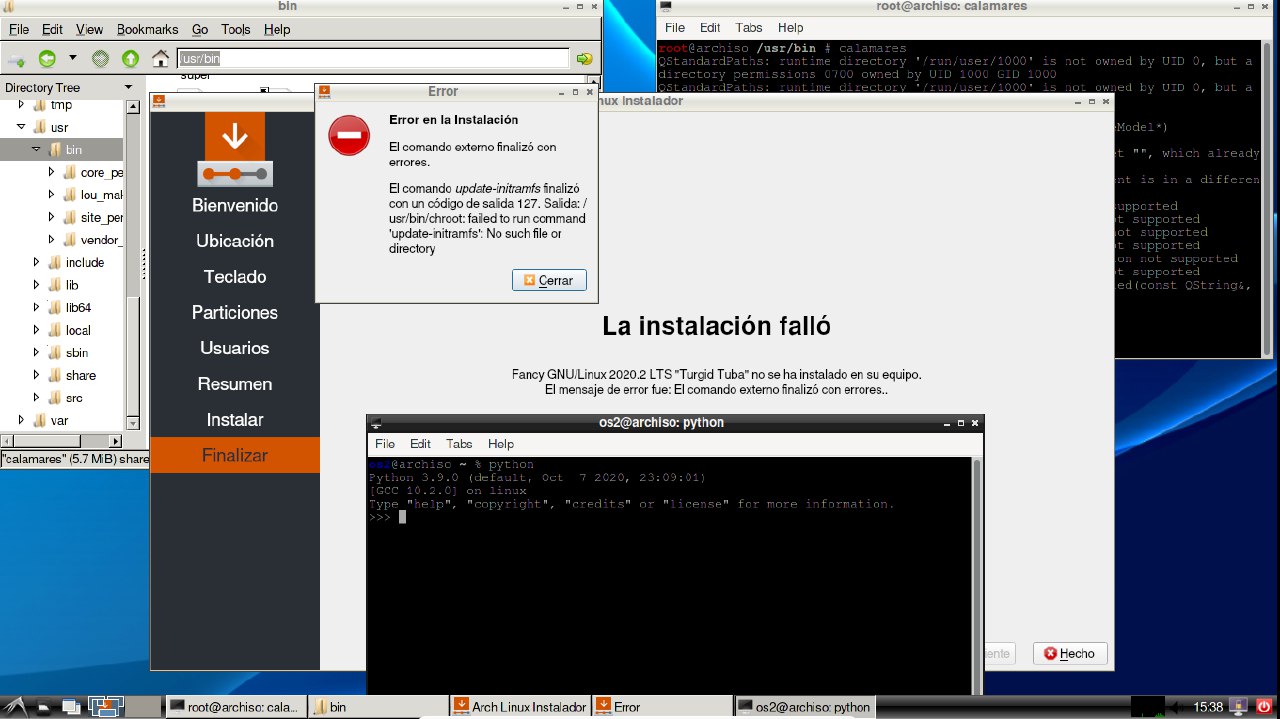 bin
File Edit View Bookmarks Go Tools Help
/usr/bin
Directory Tree
tmp
usr
bin
core_pe
lou_mal
site_per
vendor_
include
lib
lib64
local
sbin
share
src
var
super
"calamares" (5.7 MiB) share
root@archiso: calamares
File Edit Tabs Help
root@archiso /usr/bin # calamares
QStandardPaths: runtime directory '/run/user/1000' is not owned by UID 0, but a
directory permissions 0700 owned by UID 1000 GID 1000
QStandardPaths: runtime directory '/run/user/1000' is not owned by UID 0, but a
eModel*)
t "", which already
ent is in a differen
supported
t supported
not supported
supported
on not supported
t supported
ed(const QString&,
nux Instalador
Bienvenido
Ubicación
Teclado
Particiones
Usuarios
Resumen
Instalar
Finalizar
Error
Error en la Instalación
El comando externo finalizó con
errores.
El comando update-initramfs finalizó
con un código de salida 127. Salida: /
usr/bin/chroot: failed to run command
'update-initramfs': No such file or
directory
Cerrar
La instalación falló
Fancy GNU/Linux 2020.2 LTS "Turgid Tuba" no se ha instalado en su equipo.
El mensaje de error fue: El comando externo finalizó con errores..
iente
Hecho
os2@archiso: python
File Edit Tabs Help
os2@archiso ~ % python
Python 3.9.0 (default, Oct  7 2020, 23:09:01)
[GCC 10.2.0] on linux
Type "help", "copyright", "credits" or "license" for more information.
>>>
root@archiso: cala...
bin
Arch Linux Instalador
Error
os2@archiso: python
15:38